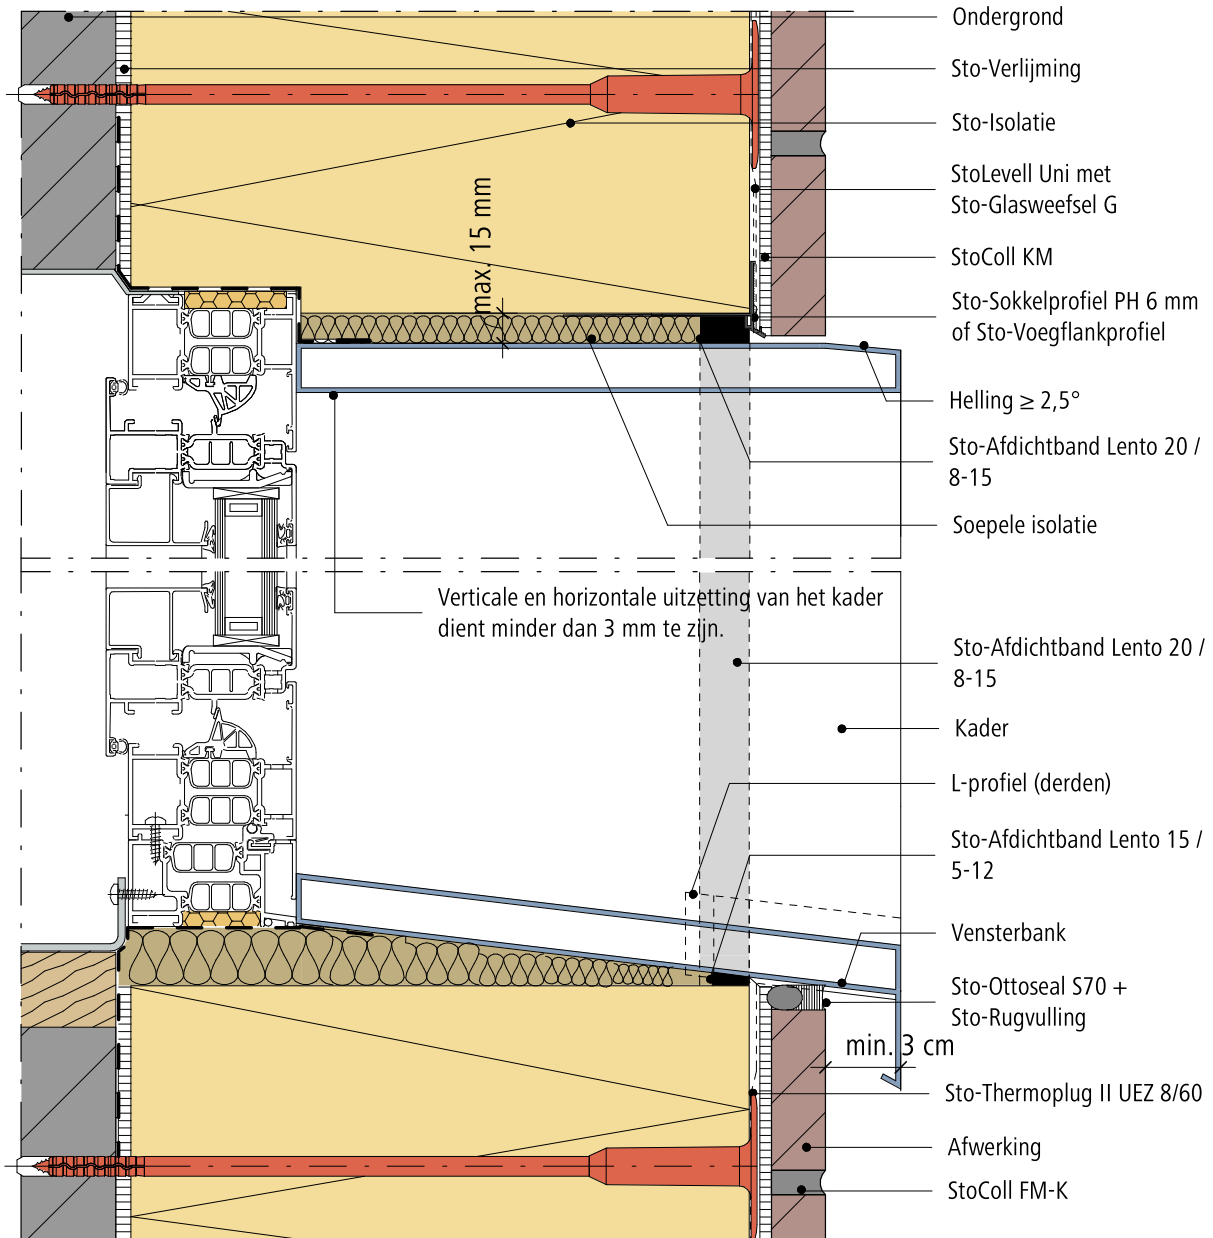 Ondergrond
Sto-Verlijming
Sto-Isolatie
StoLevell Uni met
Sto-Glasweefsel G
max. 15 mm
StoColl KM
Sto-Sokkelprofiel PH 6 mm
of Sto-Voegflankprofiel
Helling ≥ 2,5°
Sto-Afdichtband Lento 20 /
8-15
Soepele isolatie
Verticale en horizontale uitzetting van het kader
dient minder dan 3 mm te zijn.
Sto-Afdichtband Lento 20 /
8-15
Kader
L-profiel (derden)
Sto-Afdichtband Lento 15 /
5-12
Vensterbank
Sto-Ottoseal S70 +
Sto-Rugvulling
min. 3 cm
Sto-Thermoplug II UEZ 8/60
Afwerking
StoColl FM-K